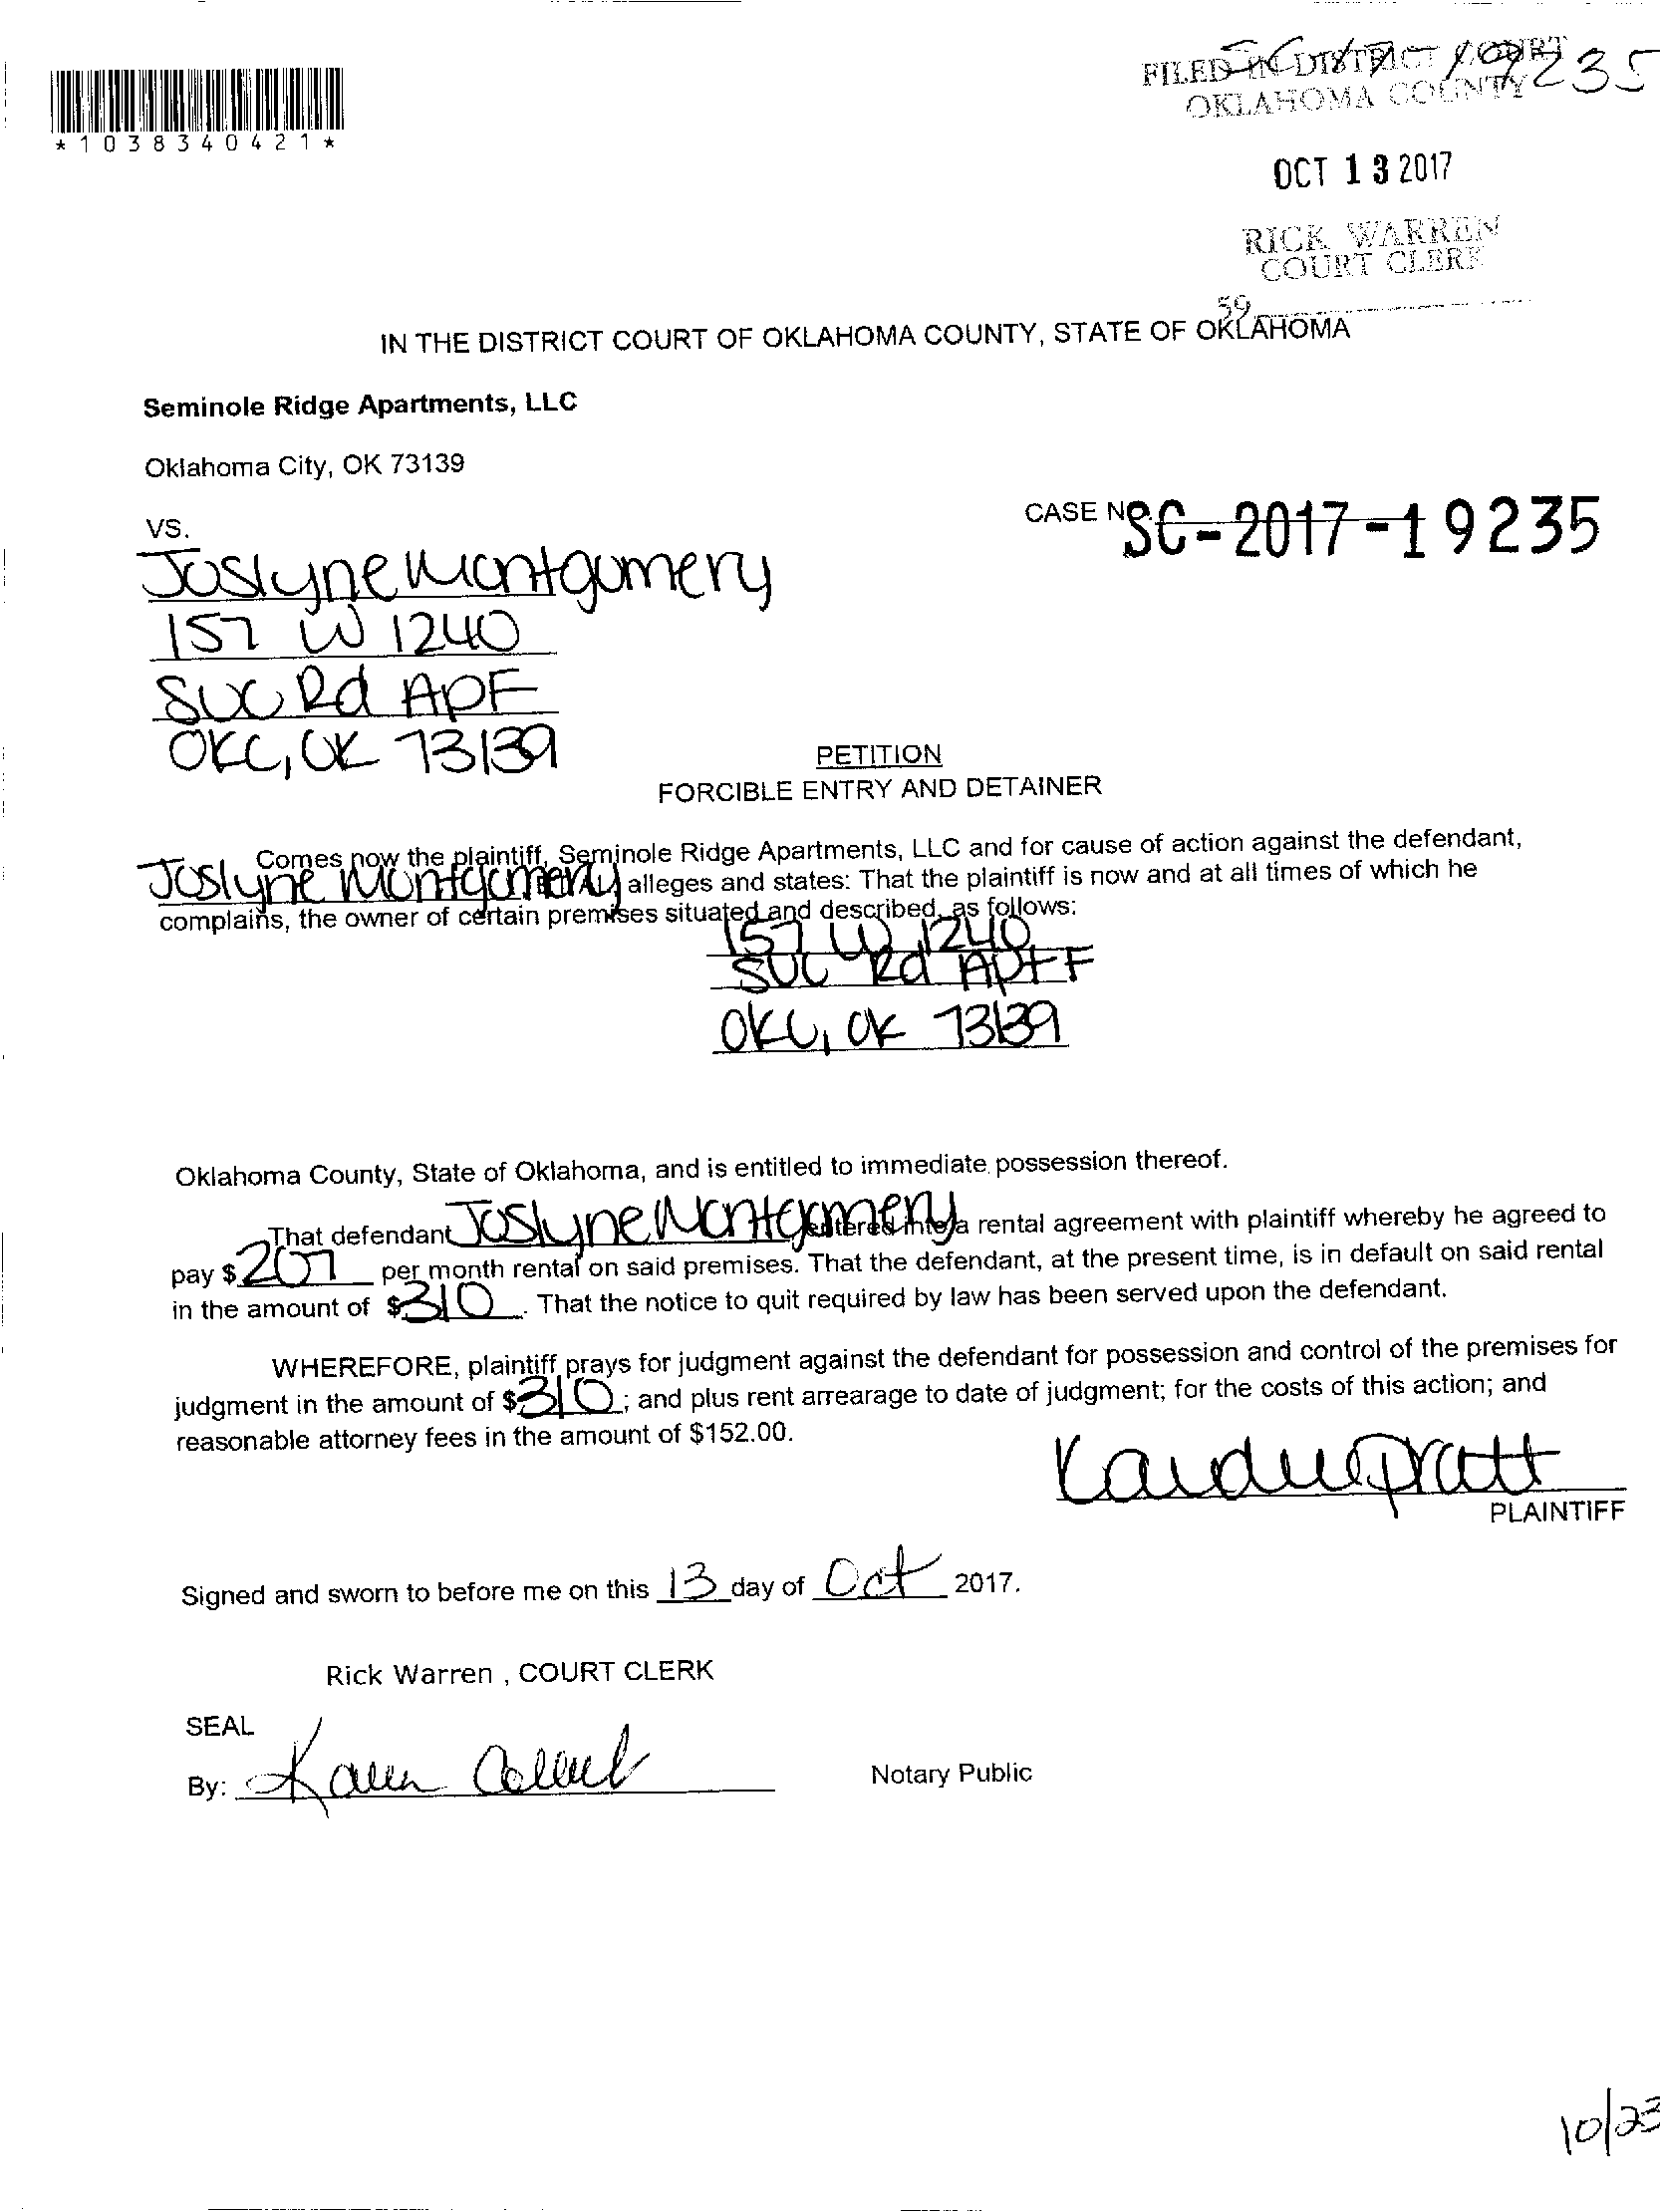 SC-17-19235
FILED IN DISTRICT COURT
OKLAHOMA COUNTY
*1038340421*
OCT 13 2017
RICK WARREN
COURT CLERK
59
IN THE DISTRICT COURT OF OKLAHOMA COUNTY, STATE OF OKLAHOMA
Seminole Ridge Apartments, LLC
Oklahoma City, OK 73139
VS.
CASE NO. SC-2017-19235
Joslyne Montgomery
157 W 1240
SOC Rd Apt F
OKC, OK 73139
PETITION
FORCIBLE ENTRY AND DETAINER
Comes now the plaintiff, Seminole Ridge Apartments, LLC and for cause of action against the defendant,
Joslyne Montgomery alleges and states: That the plaintiff is now and at all times of which he
complains, the owner of certain premises situated and described, as follows:
157 W 1240
SOC Rd APT F
OKC, OK 73139
Oklahoma County, State of Oklahoma, and is entitled to immediate possession thereof.
That defendant Joslyne Montgomery entered into a rental agreement with plaintiff whereby he agreed to
pay $ 207 per month rental on said premises. That the defendant, at the present time, is in default on said rental
in the amount of $310. That the notice to quit required by law has been served upon the defendant.
WHEREFORE, plaintiff prays for judgment against the defendant for possession and control of the premises for
judgment in the amount of $310; and plus rent arrearage to date of judgment; for the costs of this action; and
reasonable attorney fees in the amount of $152.00.
Pratt
PLAINTIFF
Signed and sworn to before me on this 13 day of Oct 2017.
Rick Warren , COURT CLERK
SEAL
By: Karen
Notary Public
10/23